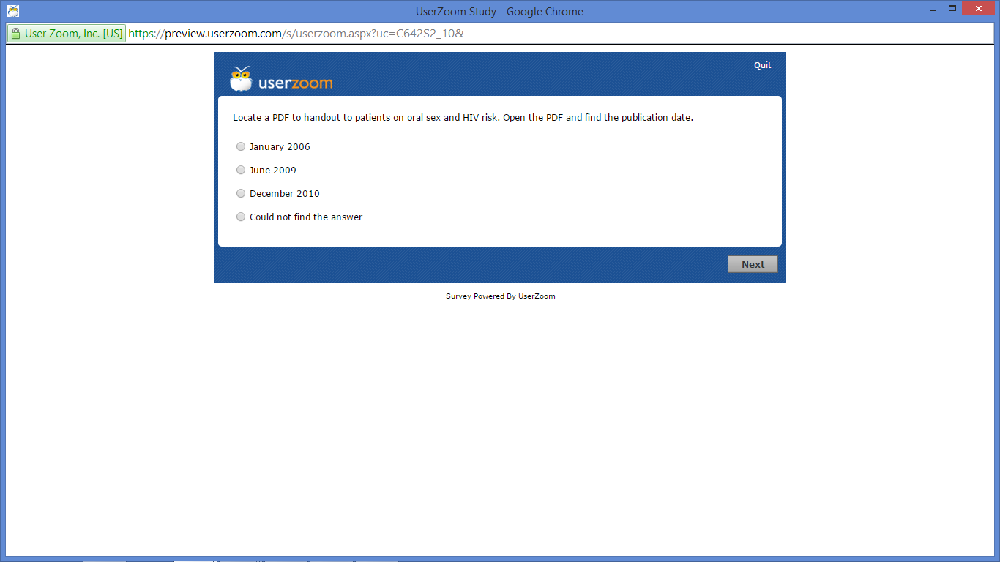 UserZoom Study - Google Chrome
User Zoom, Inc. [US] https://preview.userzoom.com/s/userzoom.aspx?uc=C642S2_10&
Quit
userzoom
Locate a PDF to handout to patients on oral sex and HIV risk. Open the PDF and find the publication date.
January 2006
June 2009
December 2010
Could not find the answer
Next
Survey Powered By UserZoom